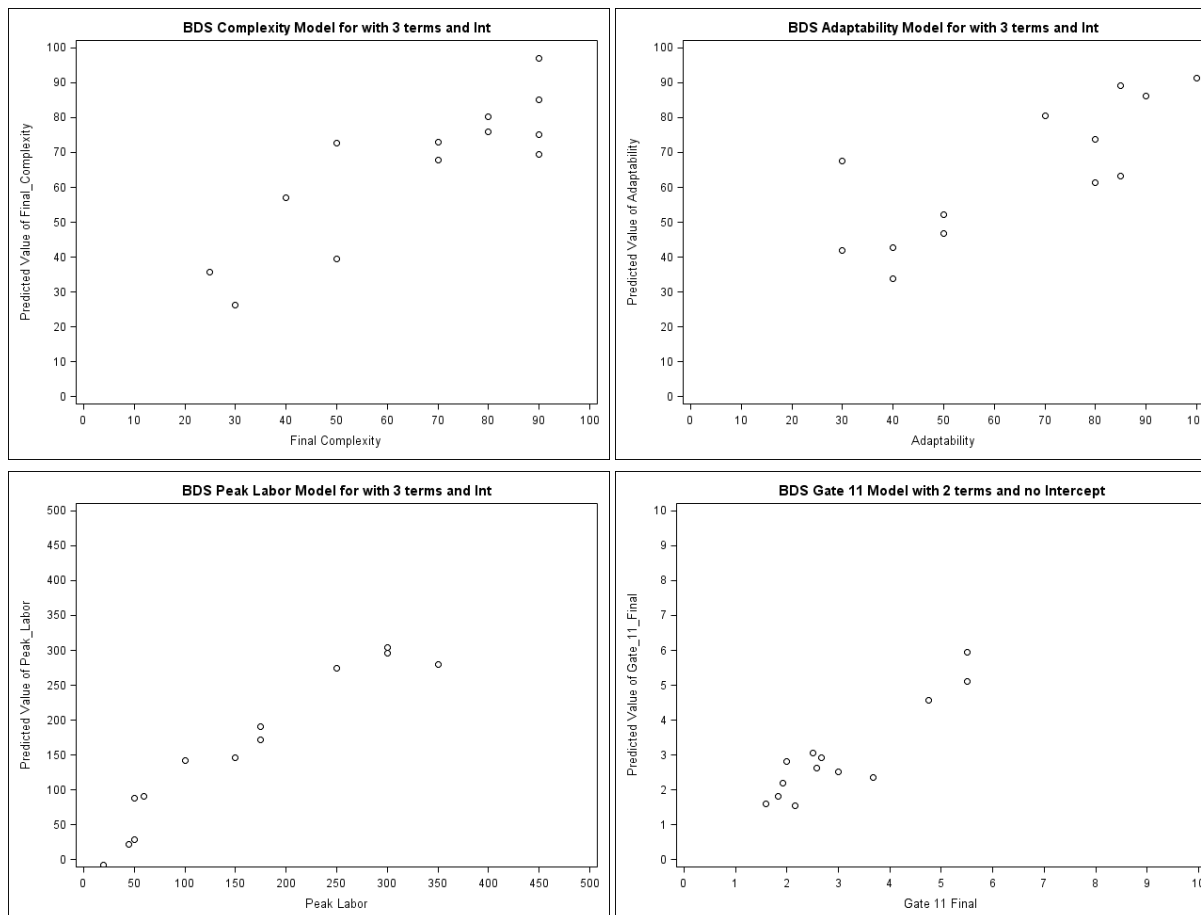 BDS Complexity Model for with 3 terms and Int
100
90
80
70
60
50
40
30
20
10
0
Predicted Value of Final_Complexity
0 10 20 30 40 50 60 70 80 90 100
Final Complexity
BDS Adaptability Model for with 3 terms and Int
100
90
80
70
60
50
40
30
20
10
0
Predicted Value of Adaptability
0 10 20 30 40 50 60 70 80 90 10
Adaptability
BDS Peak Labor Model for with 3 terms and Int
500
450
400
350
300
250
200
150
100
50
0
Predicted Value of Peak_Labor
0 50 100 150 200 250 300 350 400 450 500
Peak Labor
BDS Gate 11 Model with 2 terms and no Intercept
10
9
8
7
6
5
4
3
2
1
0
Predicted Value of Gate_11_Final
0 1 2 3 4 5 6 7 8 9 10
Gate 11 Final